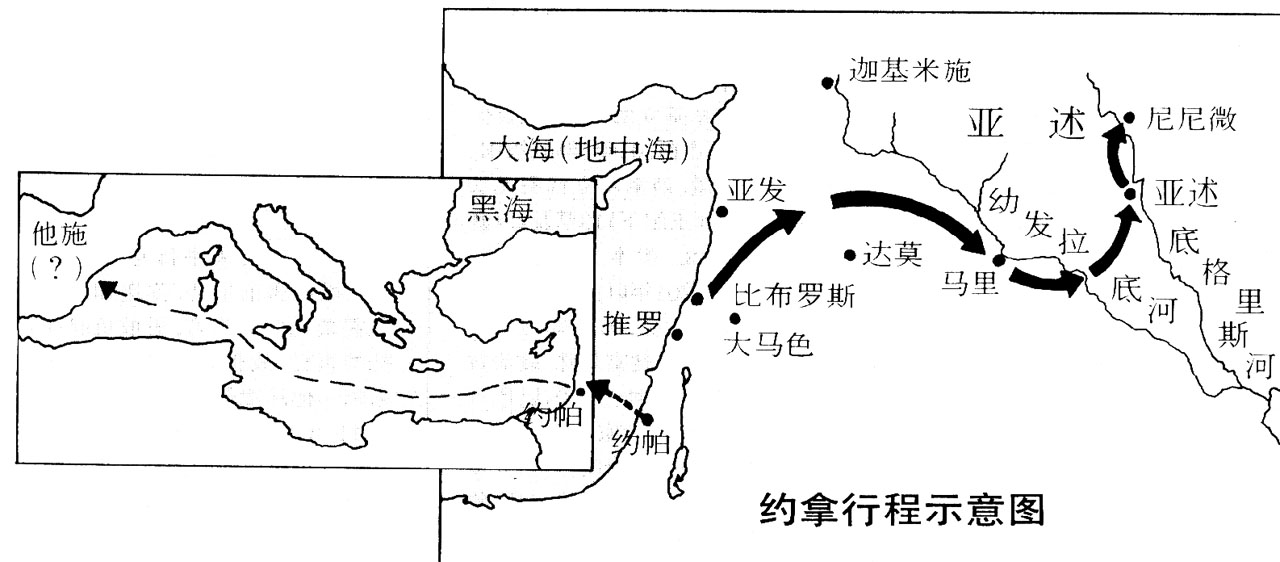 迦基米施
亚述
尼尼微
大海(地中海)
亚发
亚述
黑海
他施
(?)
幼发拉底河
底格里斯河
达莫
马里
比布罗斯
推罗
大马色
约帕
约帕
约拿行程示意图